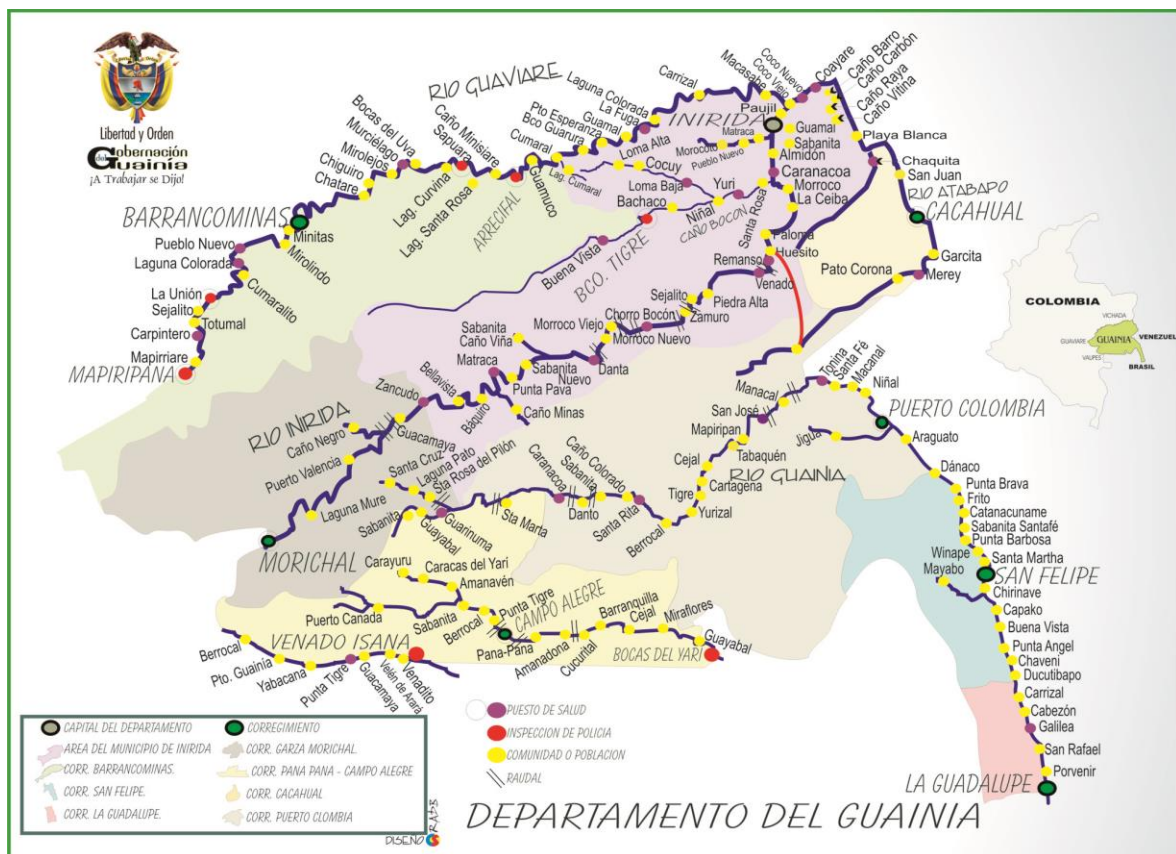 Libertad y Orden
Gobernación
del
Guainía
¡A Trabajar se Dijo!
RIO GUAVIARE
Bocas del Uva
Murciélago
Mirolejos
Chiguiro
Chatare
Sapuara
Caño Minisiare
Lag. Curvina
Lag. Santa Rosa
ARRECIFAL
Guamuco
Cumaral
Bco Guarura
Pto Esperanza
Guamal
La Fuga
Laguna Colorada
Carrizal
Macasabe
Coco Viejo
Coco Nuevo
Coayare
Caño Barro
Caño Carbón
Caño Raya
Caño Vitina
Paujil
INIRIDA
Loma Alta
Matraca
Morocoto
Pueblo Nuevo
Guamal
Sabanita
Almidón
Playa Blanca
Chaquita
San Juan
RIO ATABAPO
CACAHUAL
Caranacoa
Morroco
La Ceiba
Lag. Cumaral
Cocuy
Loma Baja
Yuri
Bachaco
Niñal
CAÑO BOCON
Santa Rosa
Buena Vista
BCO. TIGRE
Paloma
Huesito
Remanso
Venado
Garcita
Pato Corona
Merey
BARRANCOMINAS
Minitas
Mirolindo
Pueblo Nuevo
Laguna Colorada
Cumaralito
La Unión
Sejalito
Totumal
Carpintero
Mapirriare
MAPIRIPANA
Sejalito
Piedra Alta
Zamuro
Chorro Bocón
Morroco Viejo
Morroco Nuevo
Sabanita
Caño Viña
Matraca
Sabanita
Nuevo
Danta
Punta Pava
Bellavista
Zancudo
Báquiro
Caño Minas
RIO INIRIDA
Caño Negro
Guacamaya
Puerto Valencia
Laguna Mure
MORICHAL
Santa Cruz
Laguna Pato
Sta Rosa del Pilón
Sabanita
Guayabal
Guarinuma
Sta Marta
Caranacoa
Sabanita
Caño Colorado
Danto
Santa Rita
Berrocal
Yurizal
Tigre
Cartagena
Cejal
Tabaquén
Mapiripan
San José
Manacal
Tonina
Santa Fé
Macanal
Niñal
PUERTO COLOMBIA
Jigua
RIO GUAINIA
Araguato
Dánaco
Punta Brava
Frito
Catanacuname
Sabanita Santafé
Punta Barbosa
Winape
Santa Martha
Mayabo
SAN FELIPE
Chirinave
Capako
Buena Vista
Punta Angel
Chaveni
Ducutibapo
Carrizal
Cabezón
Galilea
San Rafael
Porvenir
LA GUADALUPE
Carayuru
Caracas del Yarí
Amanavén
Puerto Canada
Sabanita
Berrocal
Punta Tigre
CAMPO ALEGRE
Pana-Pana
Amanadona
Cucurital
Barranquilla
Cejal
Miraflores
Guayabal
BOCAS DEL YARI
VENADO ISANA
Berrocal
Pto. Guainia
Yabacana
Punta Tigre
Guacamaya
Velén de Arará
Venadito
COLOMBIA
VICHADA
GUAVIARE
GUAINIA
VENEZUELA
VALPES
BRASIL
CAPITAL DEL DEPARTAMENTO
AREA DEL MUNICIPIO DE INIRIDA
CORR. BARRANCOMINAS.
CORR. SAN FELIPE.
CORR. LA GUADALUPE.
CORREGIMIENTO
CORR. GARZA MORICHAL.
CORR. PANA PANA - CAMPO ALEGRE
CORR. CACAHUAL
CORR. PUERTO CLOMBIA
PUESTO DE SALUD
INSPECCION DE POLICIA
COMUNIDAD O POBLACION
RAUDAL
DEPARTAMENTO DEL GUAINIA
DISEÑO